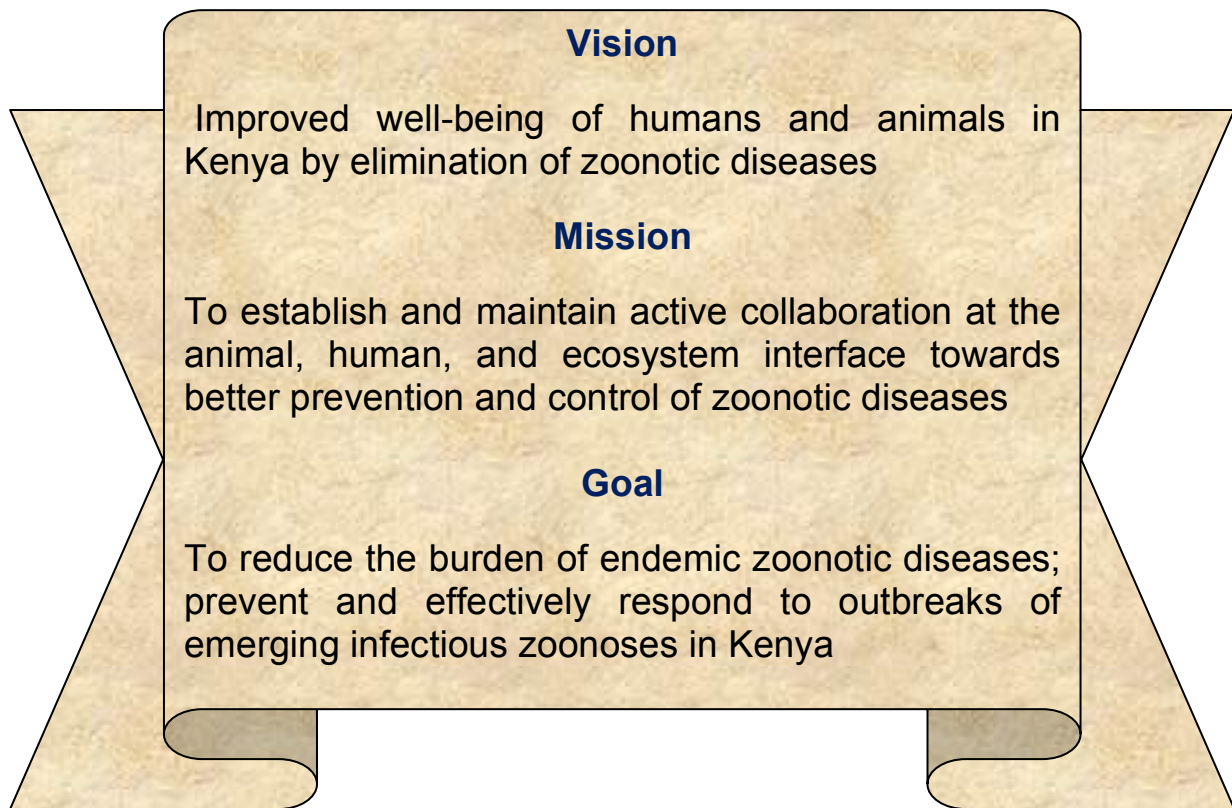 Vision
Improved well-being of humans and animals in
Kenya by elimination of zoonotic diseases
Mission
To establish and maintain active collaboration at the
animal, human, and ecosystem interface towards
better prevention and control of zoonotic diseases
Goal
To reduce the burden of endemic zoonotic diseases;
prevent and effectively respond to outbreaks of
emerging infectious zoonoses in Kenya